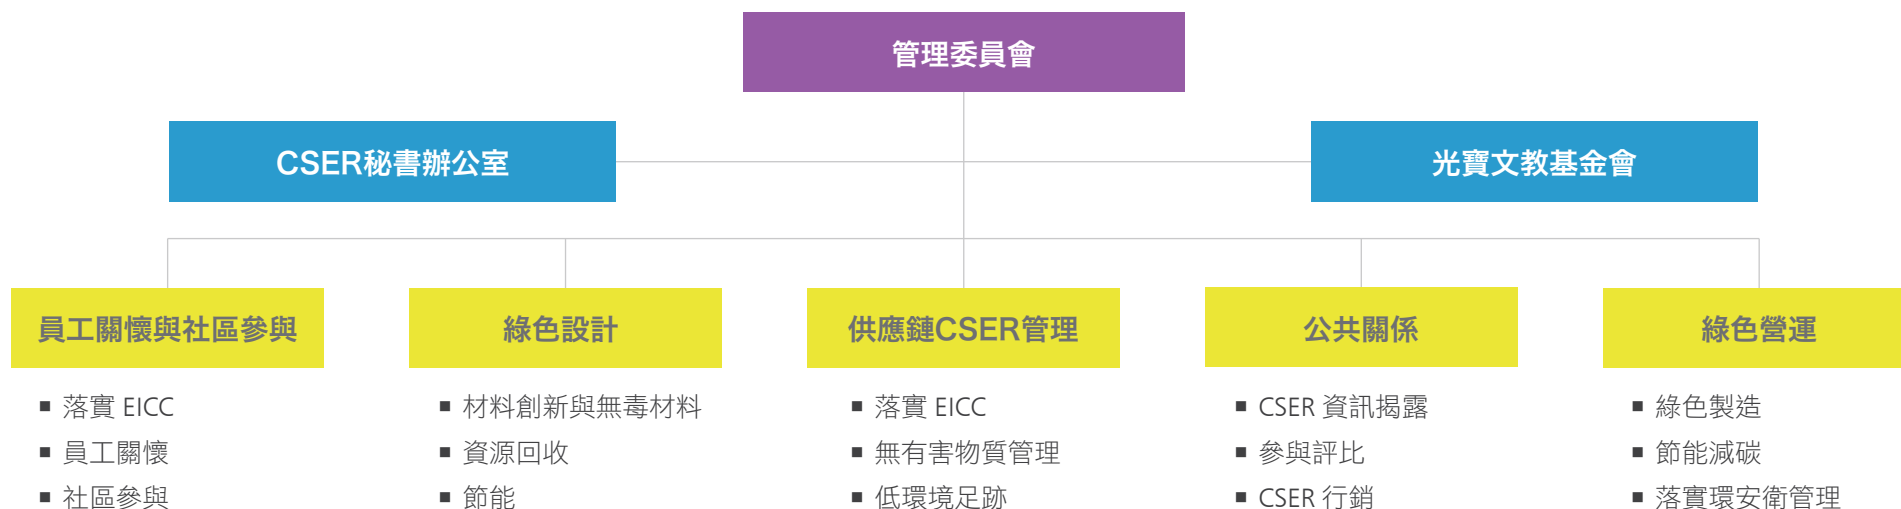 管理委員會
CSER秘書辦公室
光寶文教基金會
員工關懷與社區參與
■ 落實 EICC
■ 員工關懷
■ 社區參與
綠色設計
■ 材料創新與無毒材料
■ 資源回收
■ 節能
供應鏈CSER管理
■ 落實 EICC
■ 無有害物質管理
■ 低環境足跡
公共關係
■ CSER 資訊揭露
■ 參與評比
■ CSER 行銷
綠色營運
■ 綠色製造
■ 節能減碳
■ 落實環安衛管理